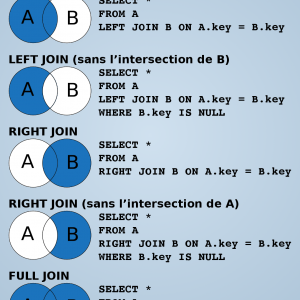 A B
SELECT *
FROM A
LEFT JOIN B ON A.key = B.key
LEFT JOIN (sans l'intersection de B)
A B
SELECT *
FROM A
LEFT JOIN B ON A.key = B.key
WHERE B.key IS NULL
RIGHT JOIN
A B
SELECT *
FROM A
RIGHT JOIN B ON A.key = B.key
RIGHT JOIN (sans l'intersection de A)
A B
SELECT *
FROM A
RIGHT JOIN B ON A.key = B.key
WHERE B.key IS NULL
FULL JOIN
A B
SELECT *